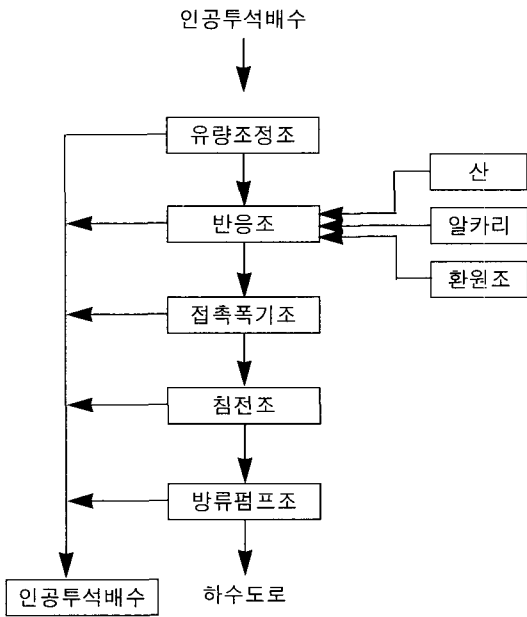 인공투석배수
유량조정조
산
반응조
알카리
환원조
접촉폭기조
침전조
방류펌프조
인공투석배수
하수도로